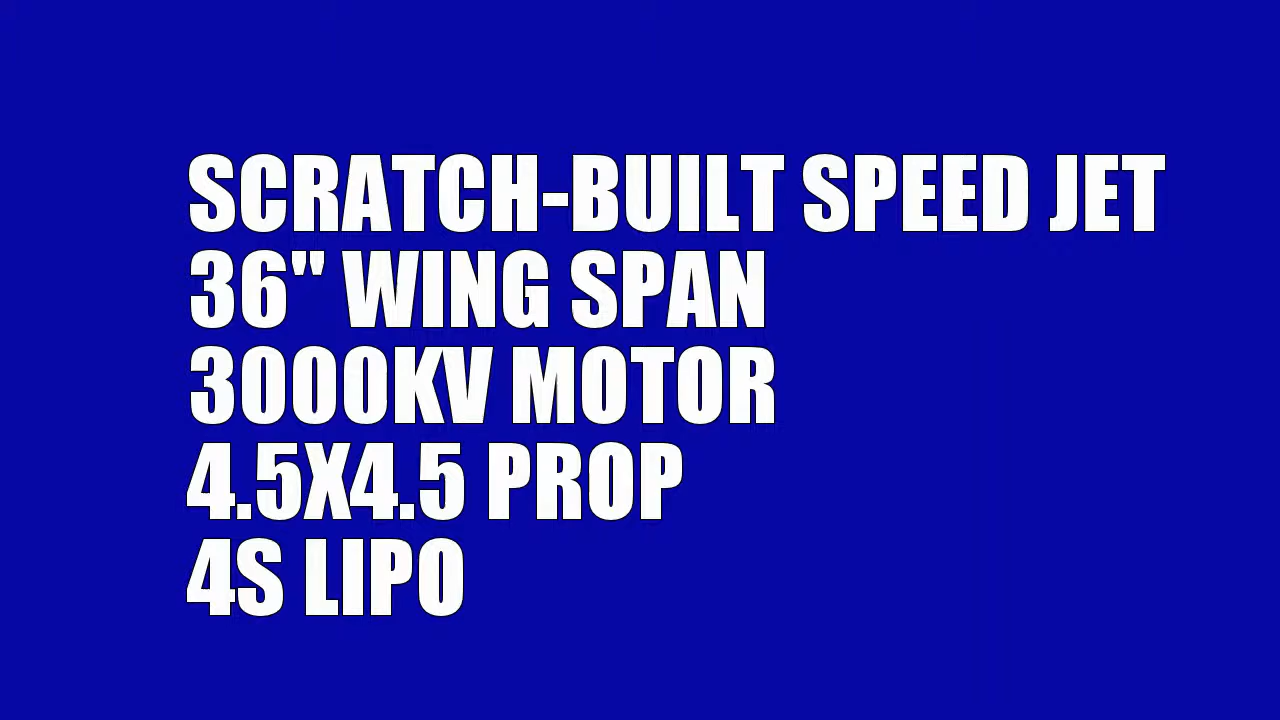 SCRATCH-BUILT SPEED JET
36" WING SPAN
3000KV MOTOR
4.5X4.5 PROP
4S LIPO